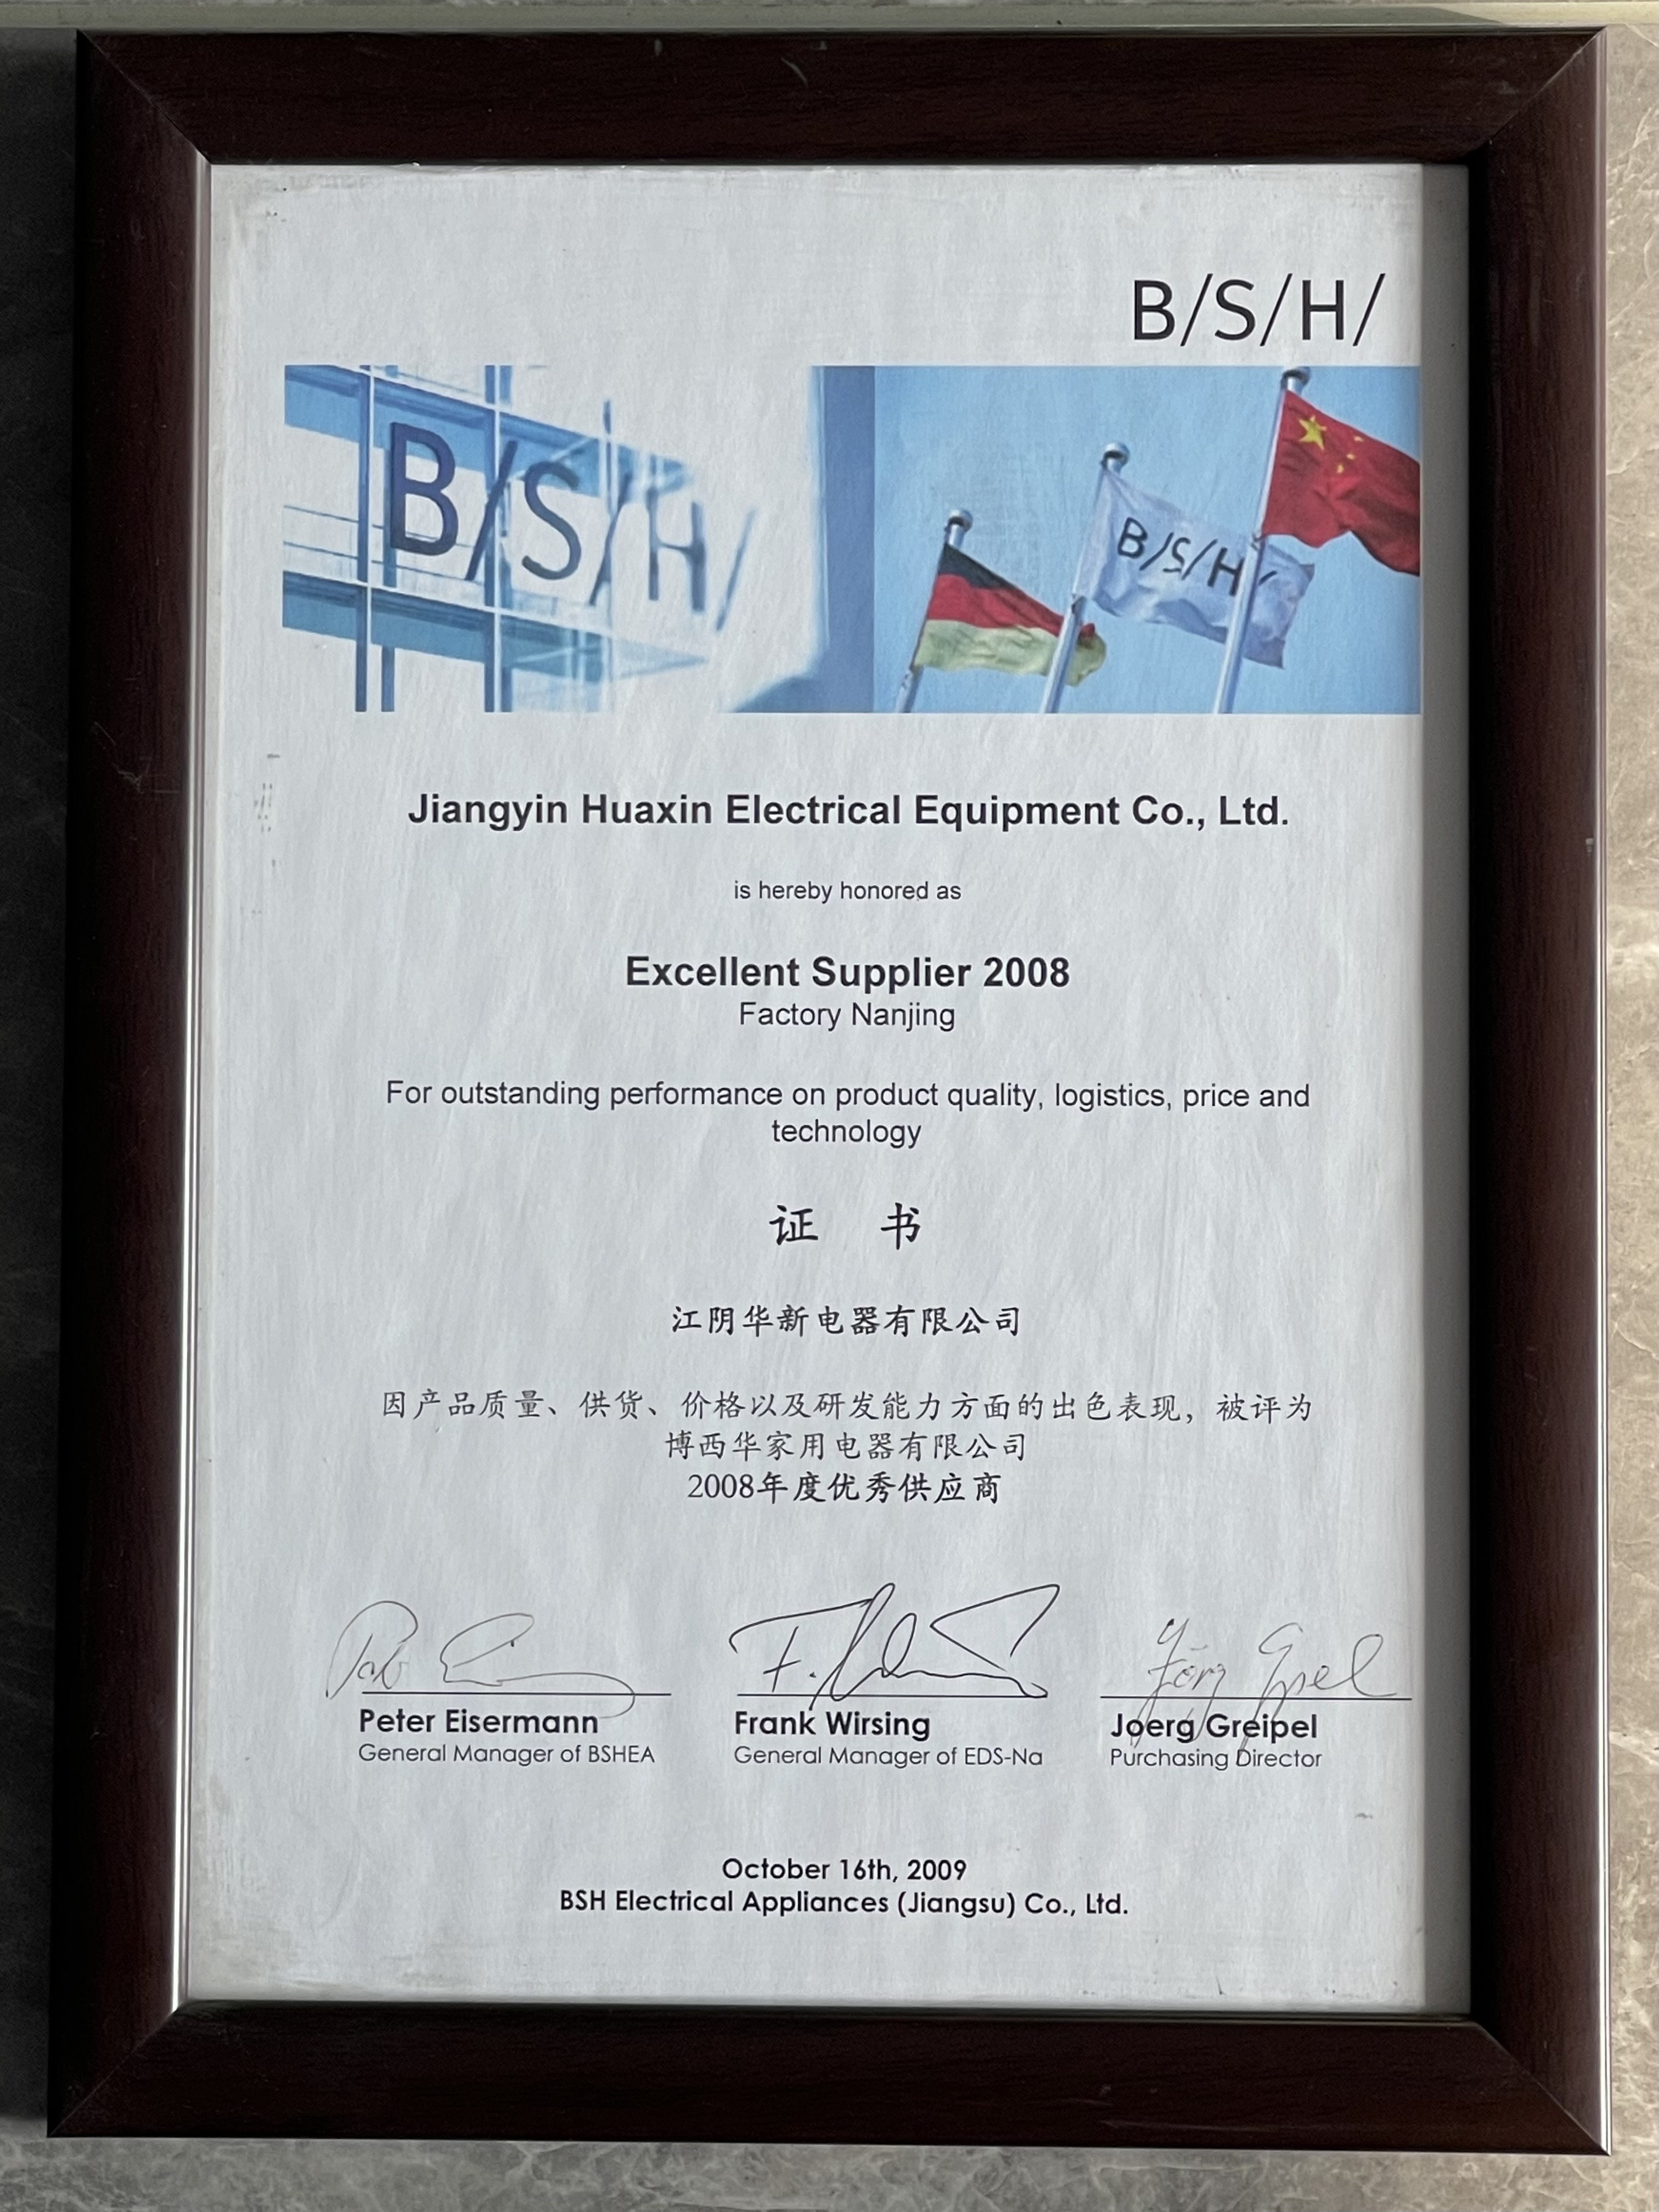 B/S/H/
B/S/H/
B/S/H/
Jiangyin Huaxin Electrical Equipment Co., Ltd.
is hereby honored as
Excellent Supplier 2008
Factory Nanjing
For outstanding performance on product quality, logistics, price and
technology
证 书
江阴华新电器有限公司
因产品质量、供货、价格以及研发能力方面的出色表现，被评为
博西华家用电器有限公司
2008年度优秀供应商
Peter Eisermann
General Manager of BSHEA
Frank Wirsing
General Manager of EDS-Na
Joerg Greipel
Purchasing Director
October 16th, 2009
BSH Electrical Appliances (Jiangsu) Co., Ltd.